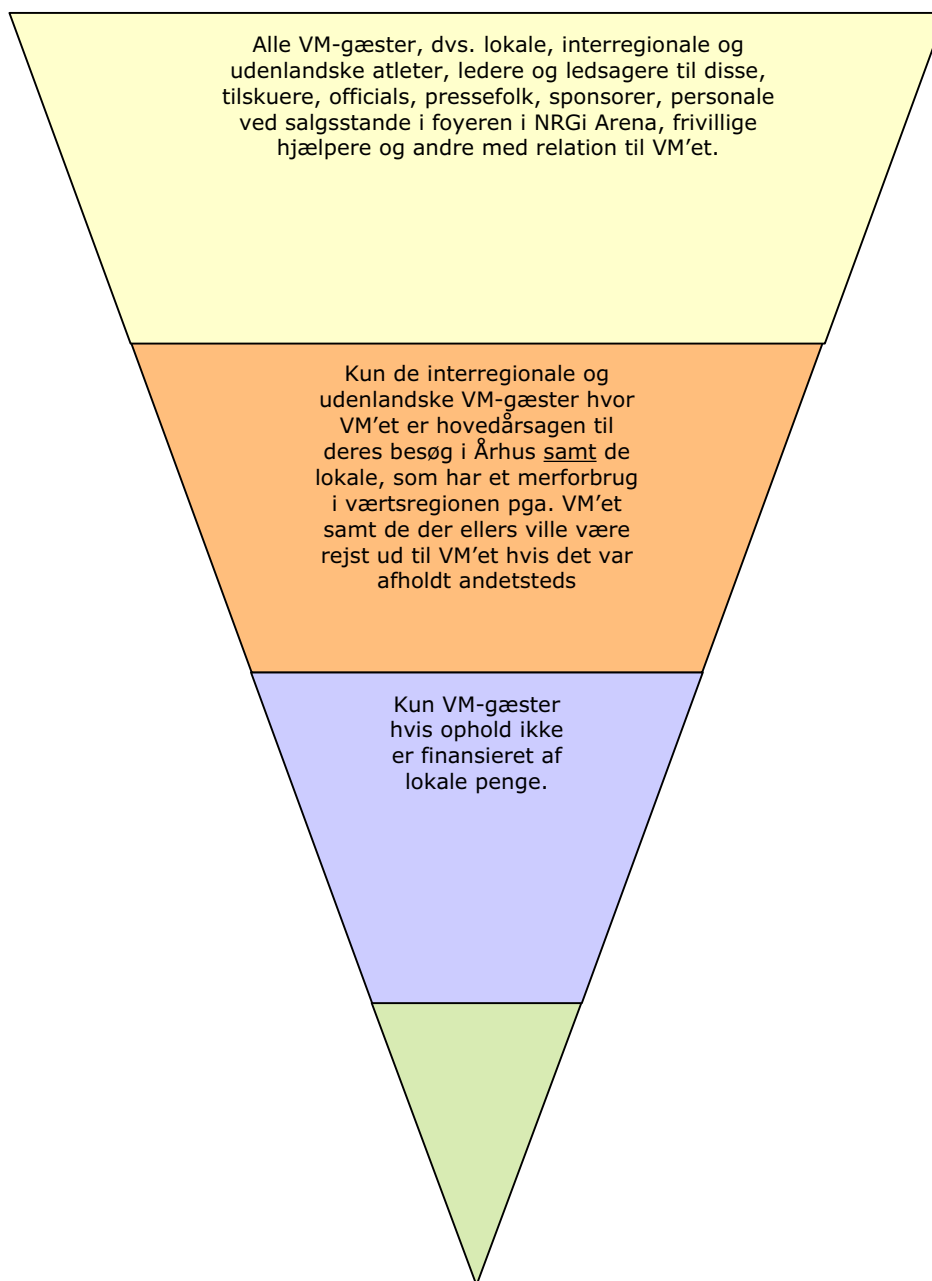 Alle VM-gæster, dvs. lokale, interregionale og
udenlandske atleter, ledere og ledsagere til disse,
tilskuere, officials, pressefolk, sponsorer, personale
ved salgsstande i foyeren i NRGi Arena, frivillige
hjælpere og andre med relation til VM’et.
Kun de interregionale og
udenlandske VM-gæster hvor
VM’et er hovedårsagen til
deres besøg i Århus samt de
lokale, som har et merforbrug
i værtsregionen pga. VM’et
samt de der ellers ville være
rejst ud til VM’et hvis det var
afholdt andetsteds
Kun VM-gæster
hvis ophold ikke
er finansieret af
lokale penge.